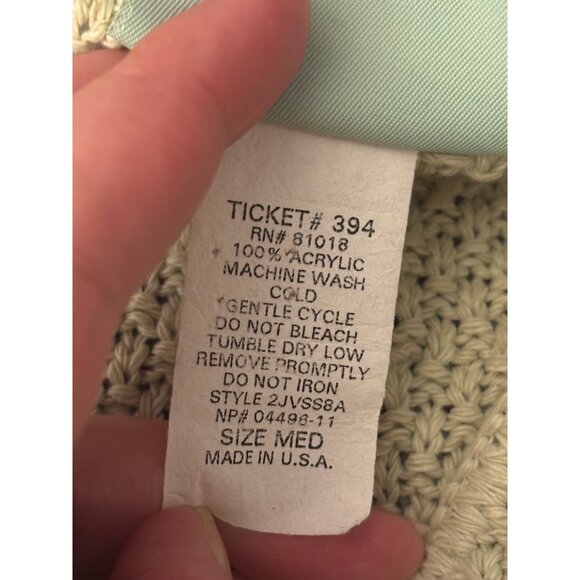 TICKET# 394
RN# 81018
100% ACRYLIC
MACHINE WASH
COLD
GENTLE CYCLE
DO NOT BLEACH
TUMBLE DRY LOW
REMOVE PROMPTLY
DO NOT IRON
STYLE 2JVSS8A
NP# 04496-11
SIZE MED
MADE IN U.S.A.